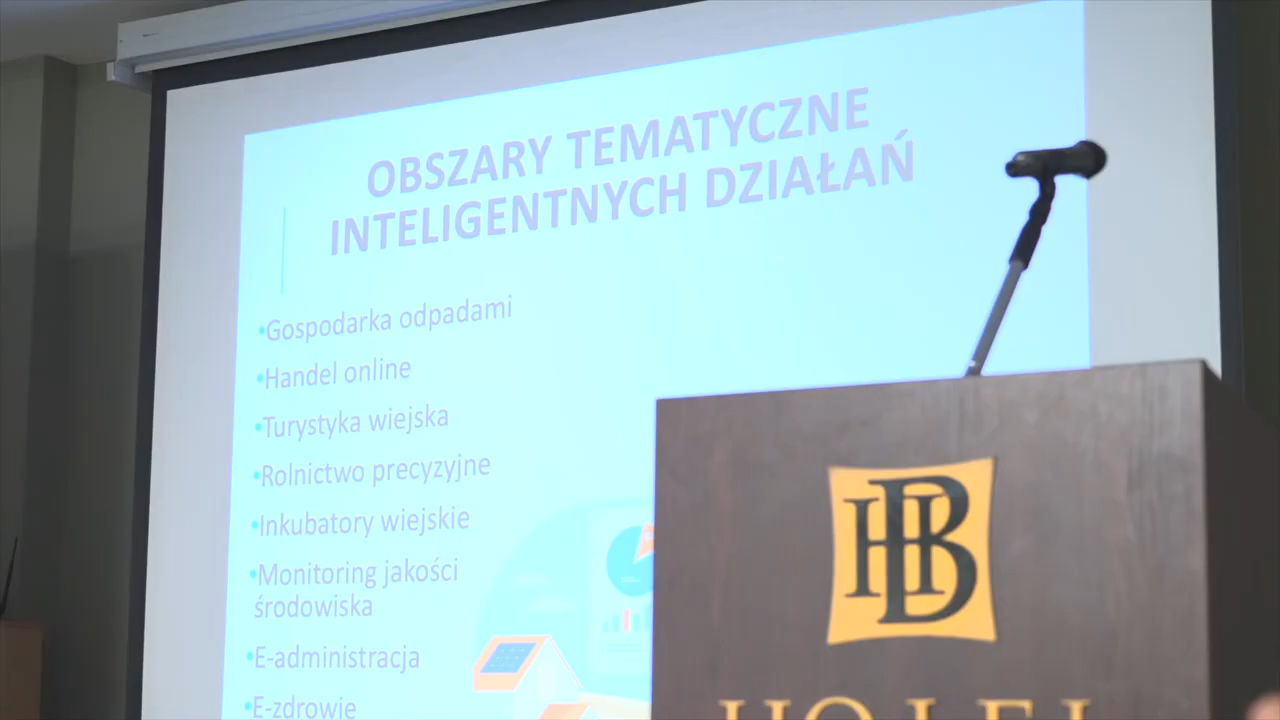 OBSZARY TEMATYCZNE
INTELIGENTNYCH DZIAŁAŃ
•Gospodarka odpadami
•Handel online
•Turystyka wiejska
•Rolnictwo precyzyjne
•Inkubatory wiejskie
•Monitoring jakości
środowiska
•E-administracja
•E-zdrowie
HB
HOTEL